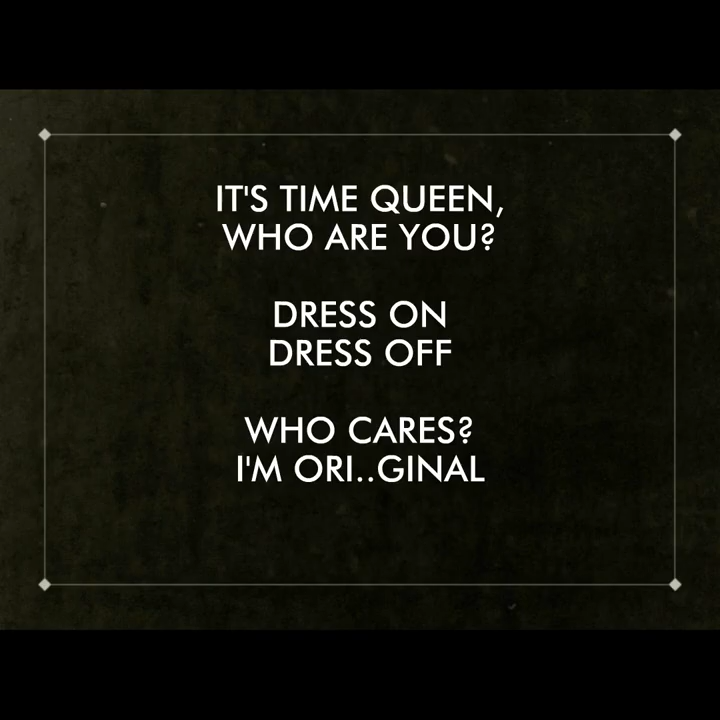 IT'S TIME QUEEN,
WHO ARE YOU?
DRESS ON
DRESS OFF
WHO CARES?
I'M ORI..GINAL